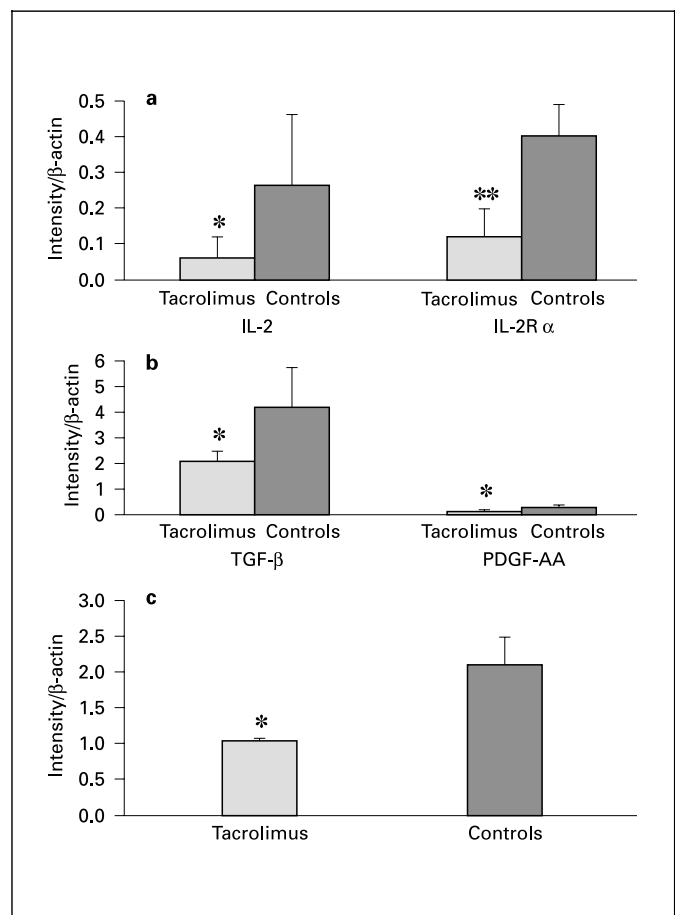 a
Intensity/β-actin
0.5
0.4
0.3
0.2
0.1
0.0
*
**
Tacrolimus Controls Tacrolimus Controls
IL-2 IL-2R α
b
Intensity/β-actin
6
5
4
3
2
1
0
*
*
Tacrolimus Controls Tacrolimus Controls
TGF-β PDGF-AA
c
Intensity/β-actin
3.0
2.5
2.0
1.5
1.0
0.5
0.0
*
Tacrolimus Controls